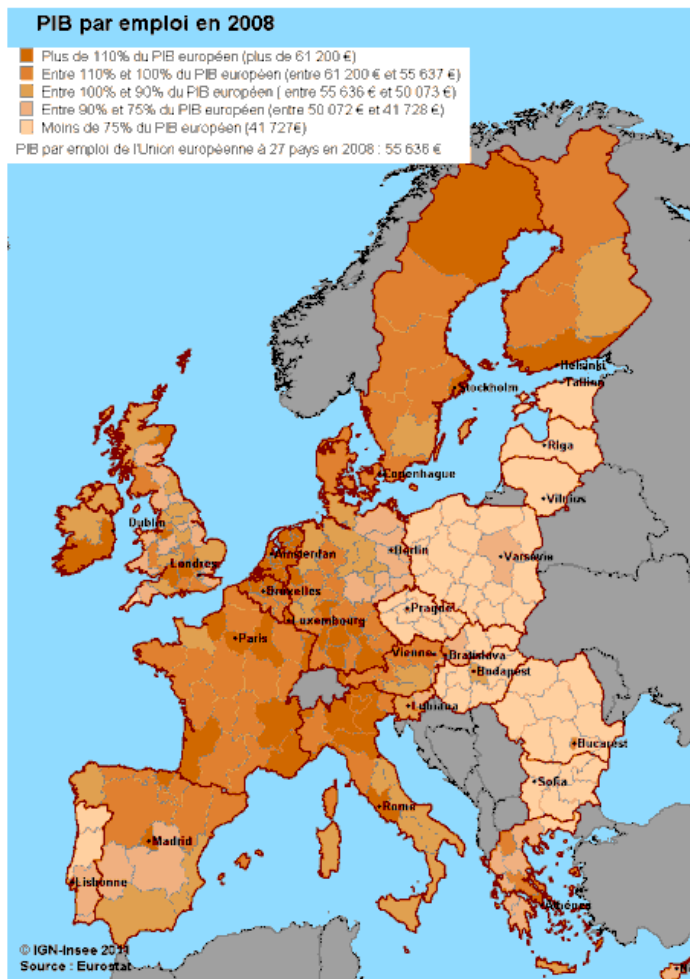 PIB par emploi en 2008
Plus de 110% du PIB européen (plus de 61 200 €)
Entre 110% et 100% du PIB européen (entre 61 200 € et 55 637 €)
Entre 100% et 90% du PIB européen ( entre 55 636 € et 50 073 €)
Entre 90% et 75% du PIB européen (entre 50 072 € et 41 728 €)
Moins de 75% du PIB européen (41 727€)
PIB par emploi de l'Union européenne à 27 pays en 2008 : 55 636 €
Helsinki
Tallinn
Stockholm
Riga
Copenhague
Vilnius
Dublin
Amsterdam
Berlin
Varsovie
Londres
Bruxelles
Prague
Luxembourg
Paris
Vienne
Bratislava
Budapest
Ljubljana
Bucarest
Sofia
Rome
Madrid
Lisbonne
Athènes
© IGN-Insee 2011
Source : Eurostat